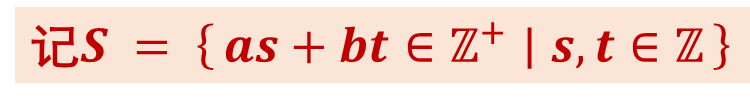 记S = { as + bt ∈ ℤ⁺ | s, t ∈ ℤ }